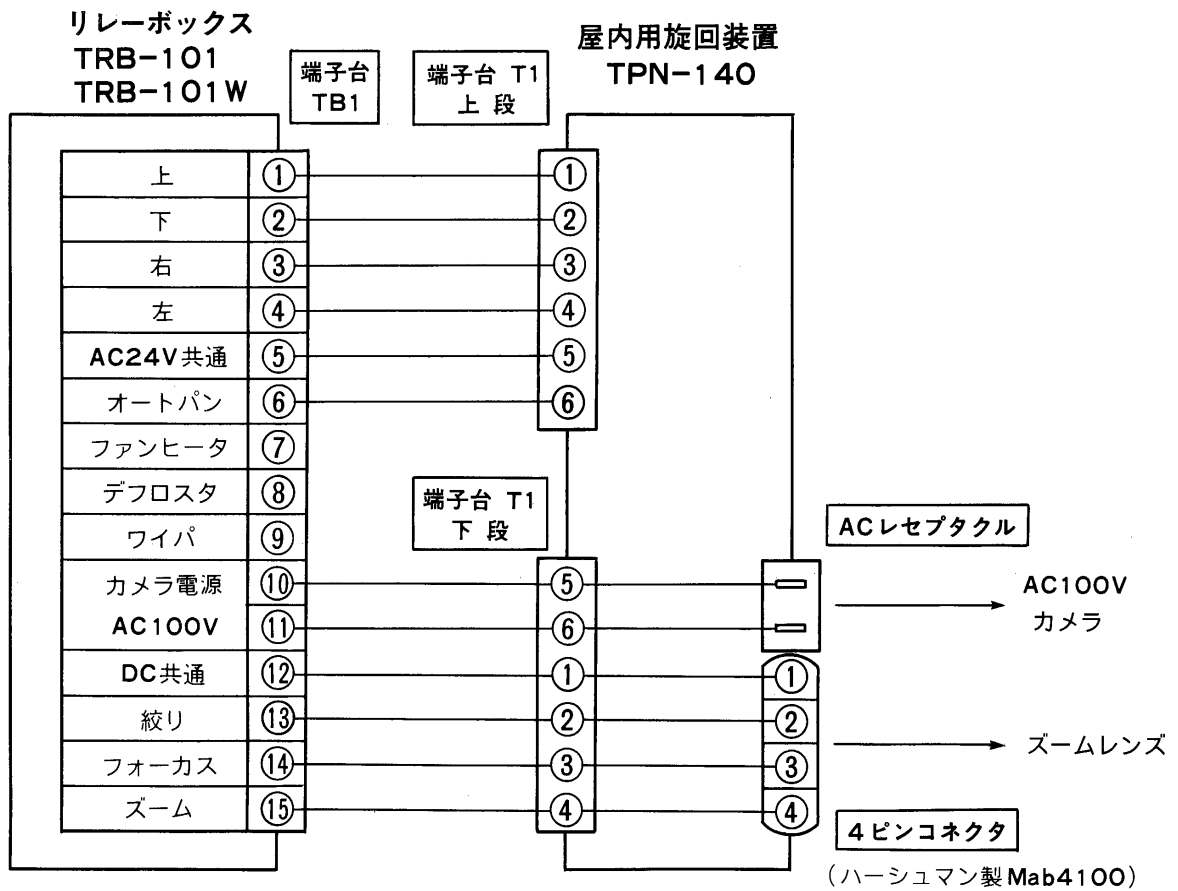 リレーボックス
TRB-101
TRB-101W
端子台
TB1
端子台 T1
上 段
屋内用旋回装置
TPN-140
上 ① ①
下 ② ②
右 ③ ③
左 ④ ④
AC24V共通 ⑤ ⑤
オートパン ⑥ ⑥
ファンヒータ ⑦
デフロスタ ⑧
ワイパ ⑨
端子台 T1
下 段
ACレセプタクル
カメラ電源 ⑩ ⑤
AC100V ⑪ ⑥
AC100V
カメラ
DC共通 ⑫ ① ①
絞り ⑬ ② ②
フォーカス ⑭ ③ ③
ズーム ⑮ ④ ④
ズームレンズ
4ピンコネクタ
(ハーシュマン製Mab4100)